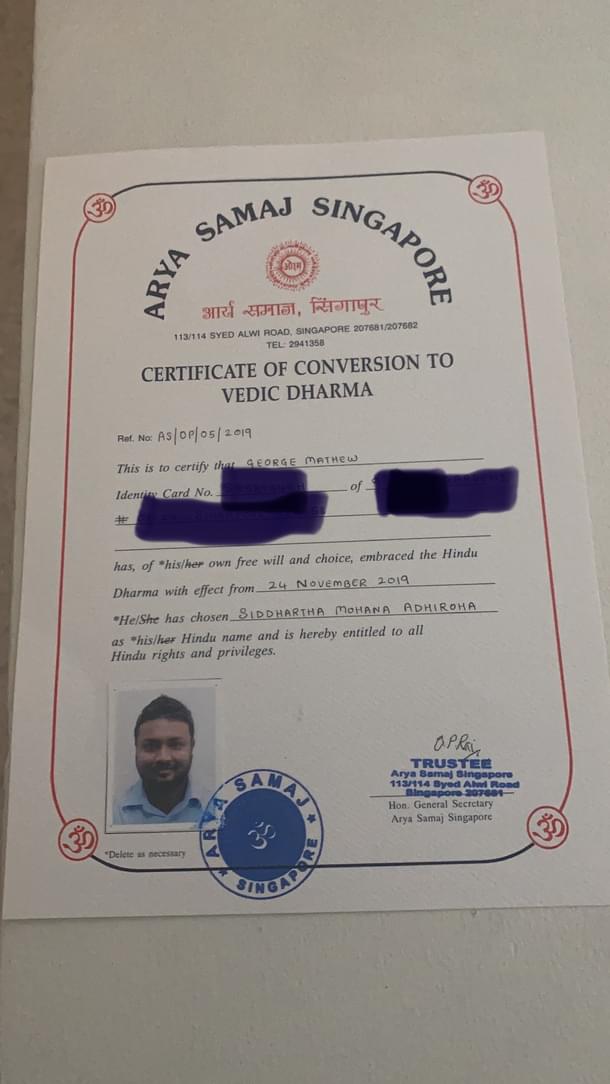 ARYA SAMAJ SINGAPORE
ओ३म्
आर्य समाज, सिंगापुर
113/114 SYED ALWI ROAD, SINGAPORE 207681/207682
TEL: 2941358
CERTIFICATE OF CONVERSION TO
VEDIC DHARMA
Ref. No: AS/OP/05/2019
This is to certify that GEORGE MATHEW
Identity Card No. of
#
has, of *his/her own free will and choice, embraced the Hindu
Dharma with effect from 24 NOVEMBER 2019
*He/She has chosen SIDDHARTHA MOHANA ADHIROHA
as *his/her Hindu name and is hereby entitled to all
Hindu rights and privileges.
O.P.Rai
TRUSTEE
Arya Samaj Singapore
113/114 Syed Alwi Road
Singapore 207681
Hon. General Secretary
Arya Samaj Singapore
*Delete as necessary
ARYA SAMAJ
ॐ
SINGAPORE